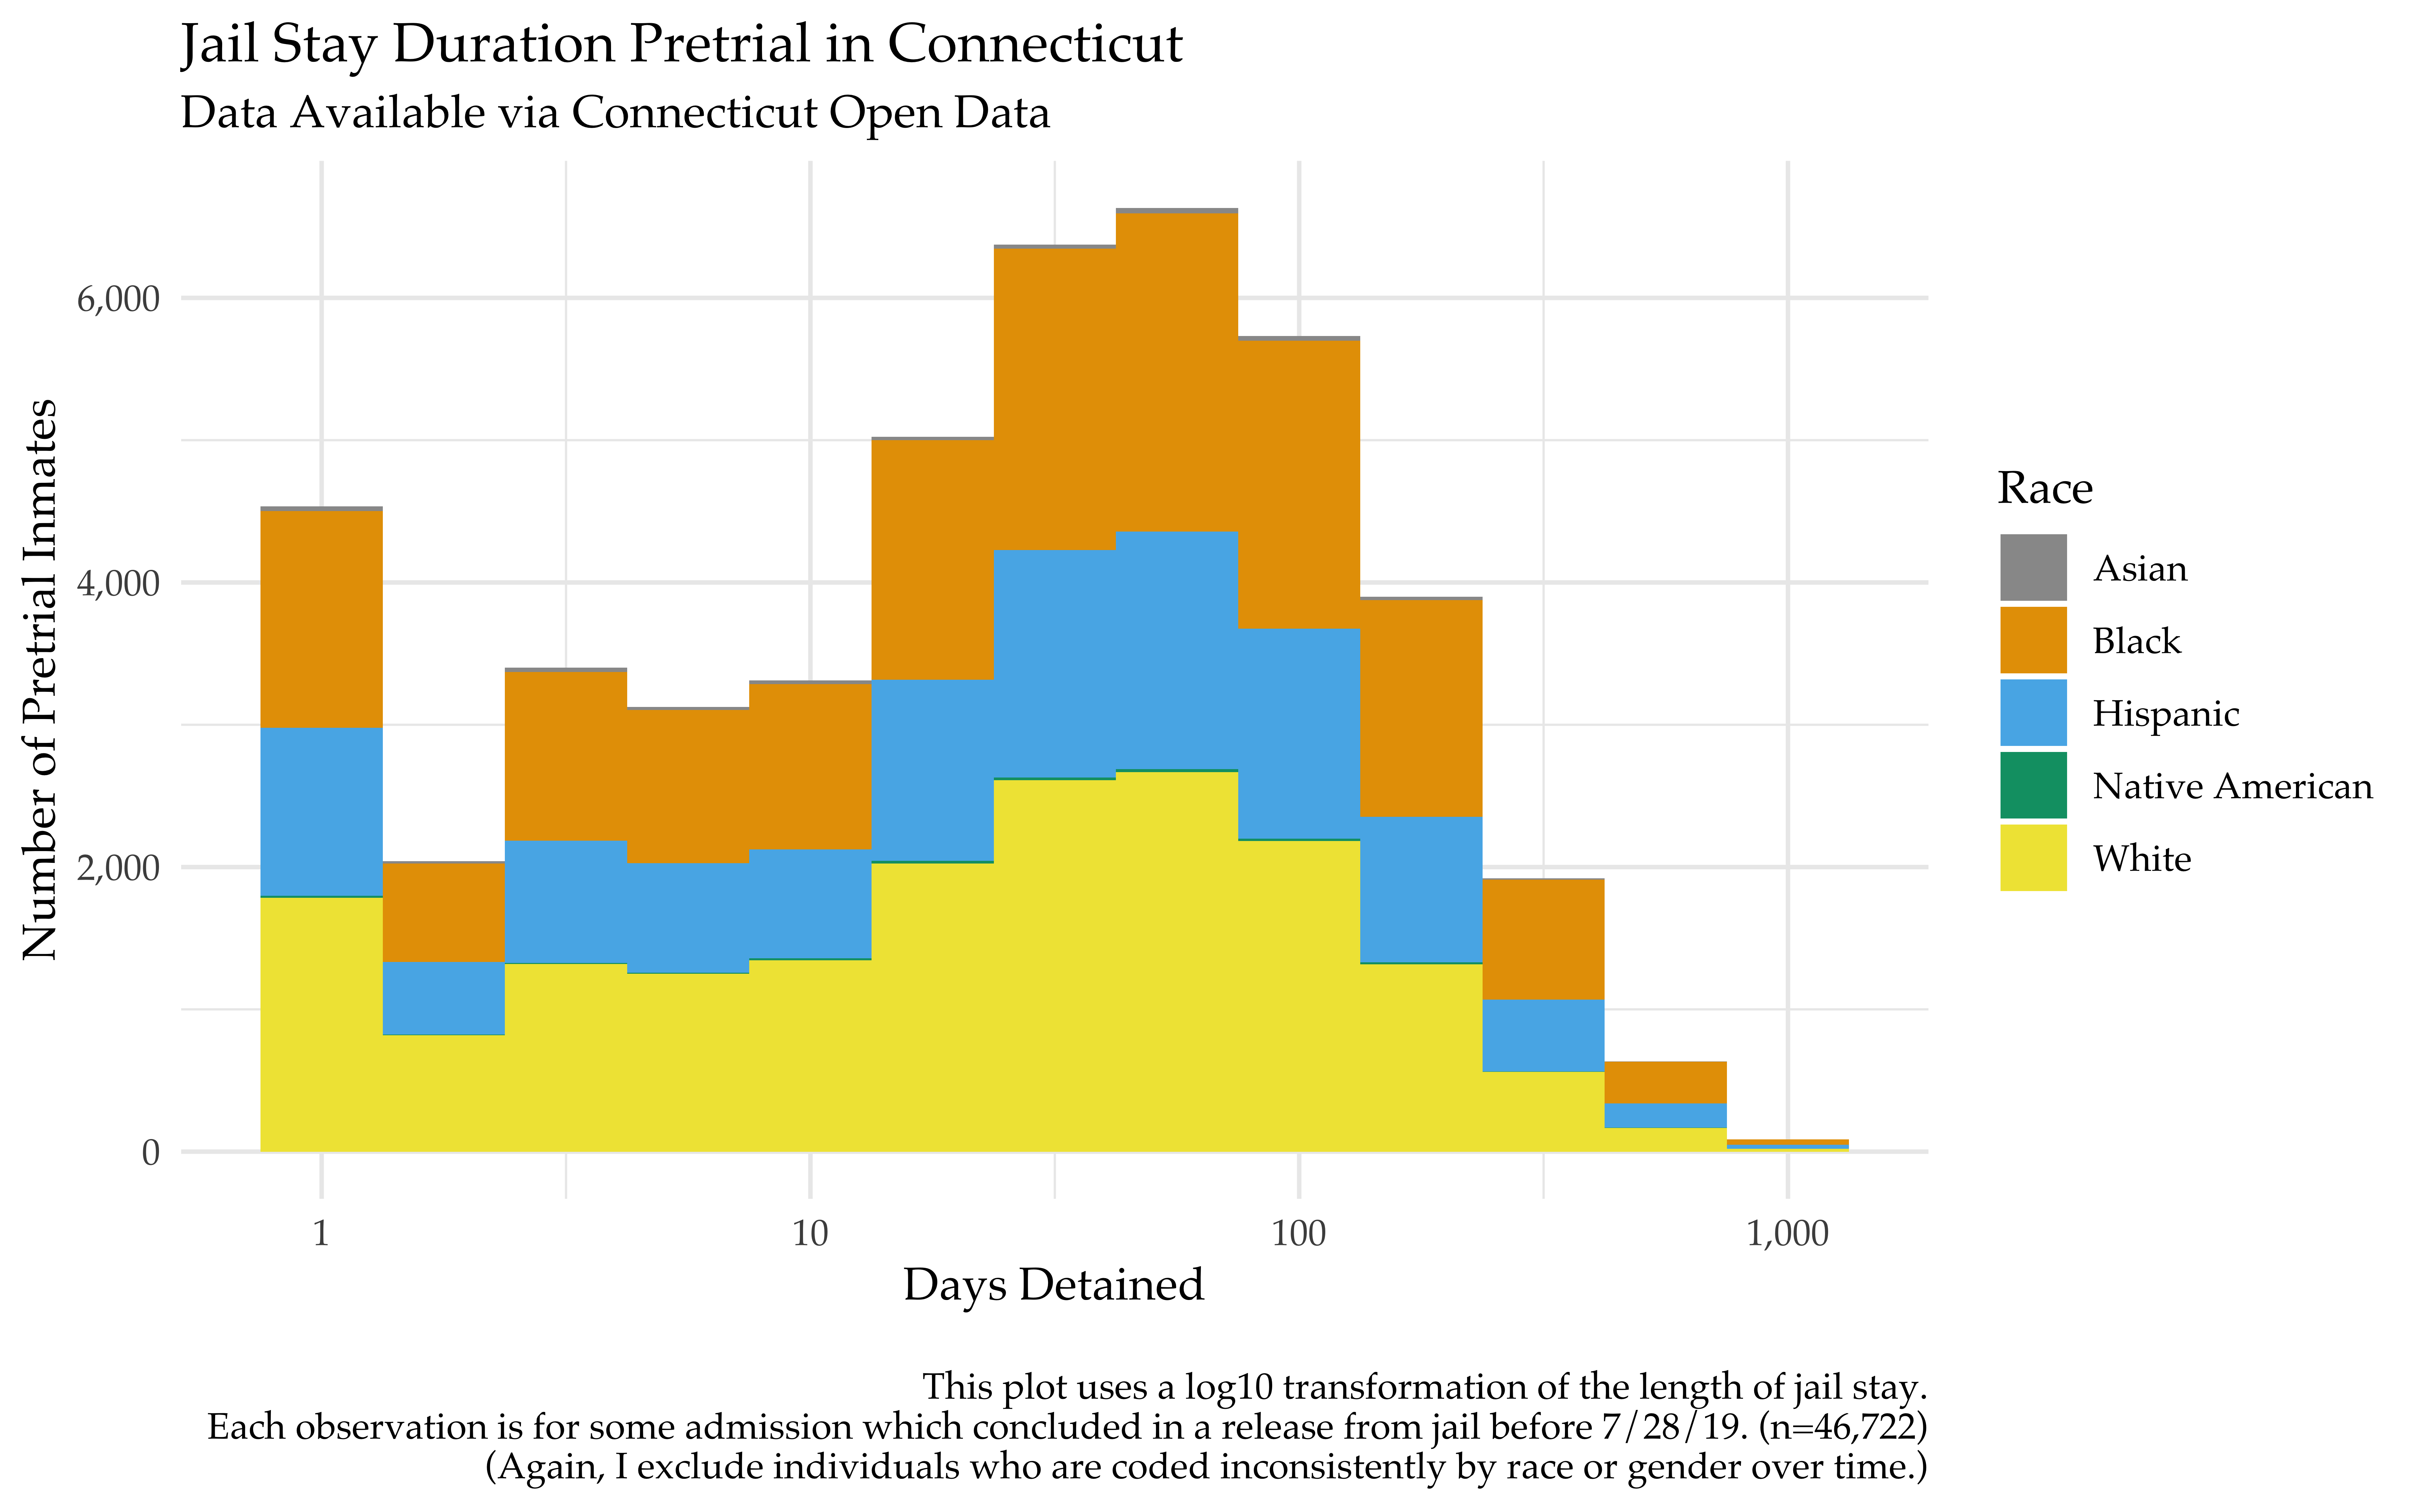 Jail Stay Duration Pretrial in Connecticut
Data Available via Connecticut Open Data
Number of Pretrial Inmates
6,000
4,000
2,000
0
1
10
100
1,000
Days Detained
Race
Asian
Black
Hispanic
Native American
White
This plot uses a log10 transformation of the length of jail stay.
Each observation is for some admission which concluded in a release from jail before 7/28/19. (n=46,722)
(Again, I exclude individuals who are coded inconsistently by race or gender over time.)